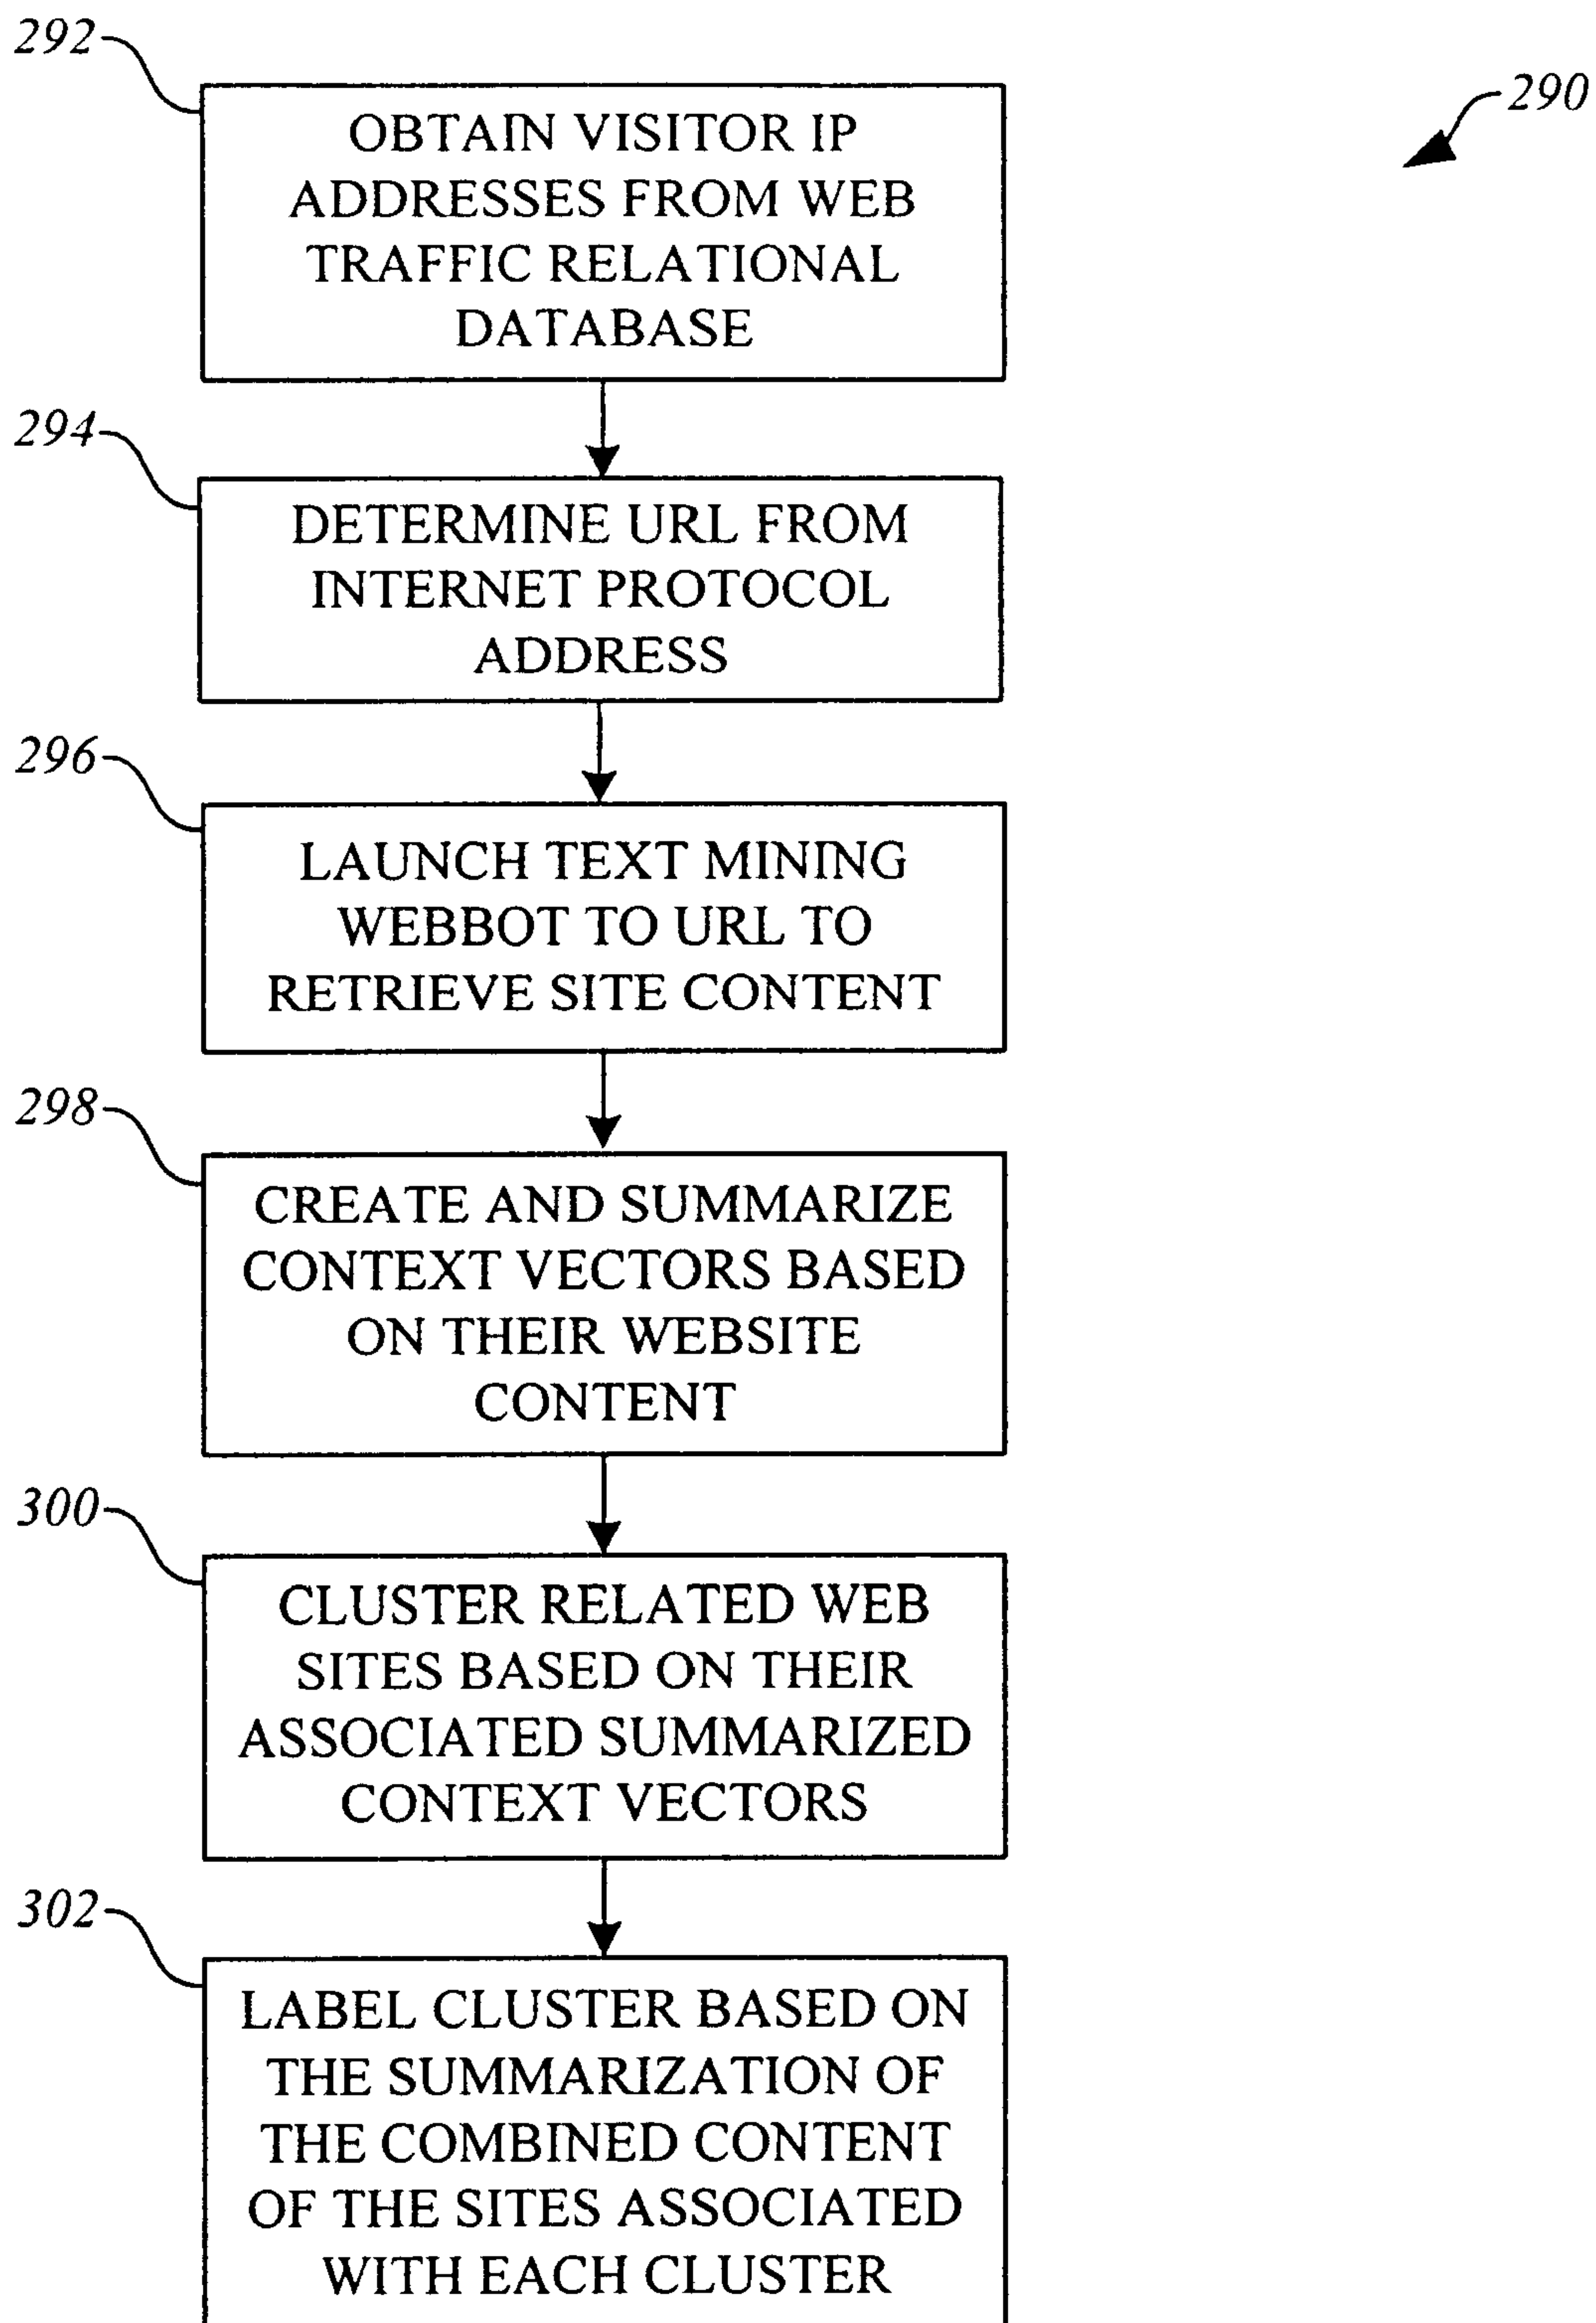 292
290
OBTAIN VISITOR IP
ADDRESSES FROM WEB
TRAFFIC RELATIONAL
DATABASE
294
DETERMINE URL FROM
INTERNET PROTOCOL
ADDRESS
296
LAUNCH TEXT MINING
WEBBOT TO URL TO
RETRIEVE SITE CONTENT
298
CREATE AND SUMMARIZE
CONTEXT VECTORS BASED
ON THEIR WEBSITE
CONTENT
300
CLUSTER RELATED WEB
SITES BASED ON THEIR
ASSOCIATED SUMMARIZED
CONTEXT VECTORS
302
LABEL CLUSTER BASED ON
THE SUMMARIZATION OF
THE COMBINED CONTENT
OF THE SITES ASSOCIATED
WITH EACH CLUSTER